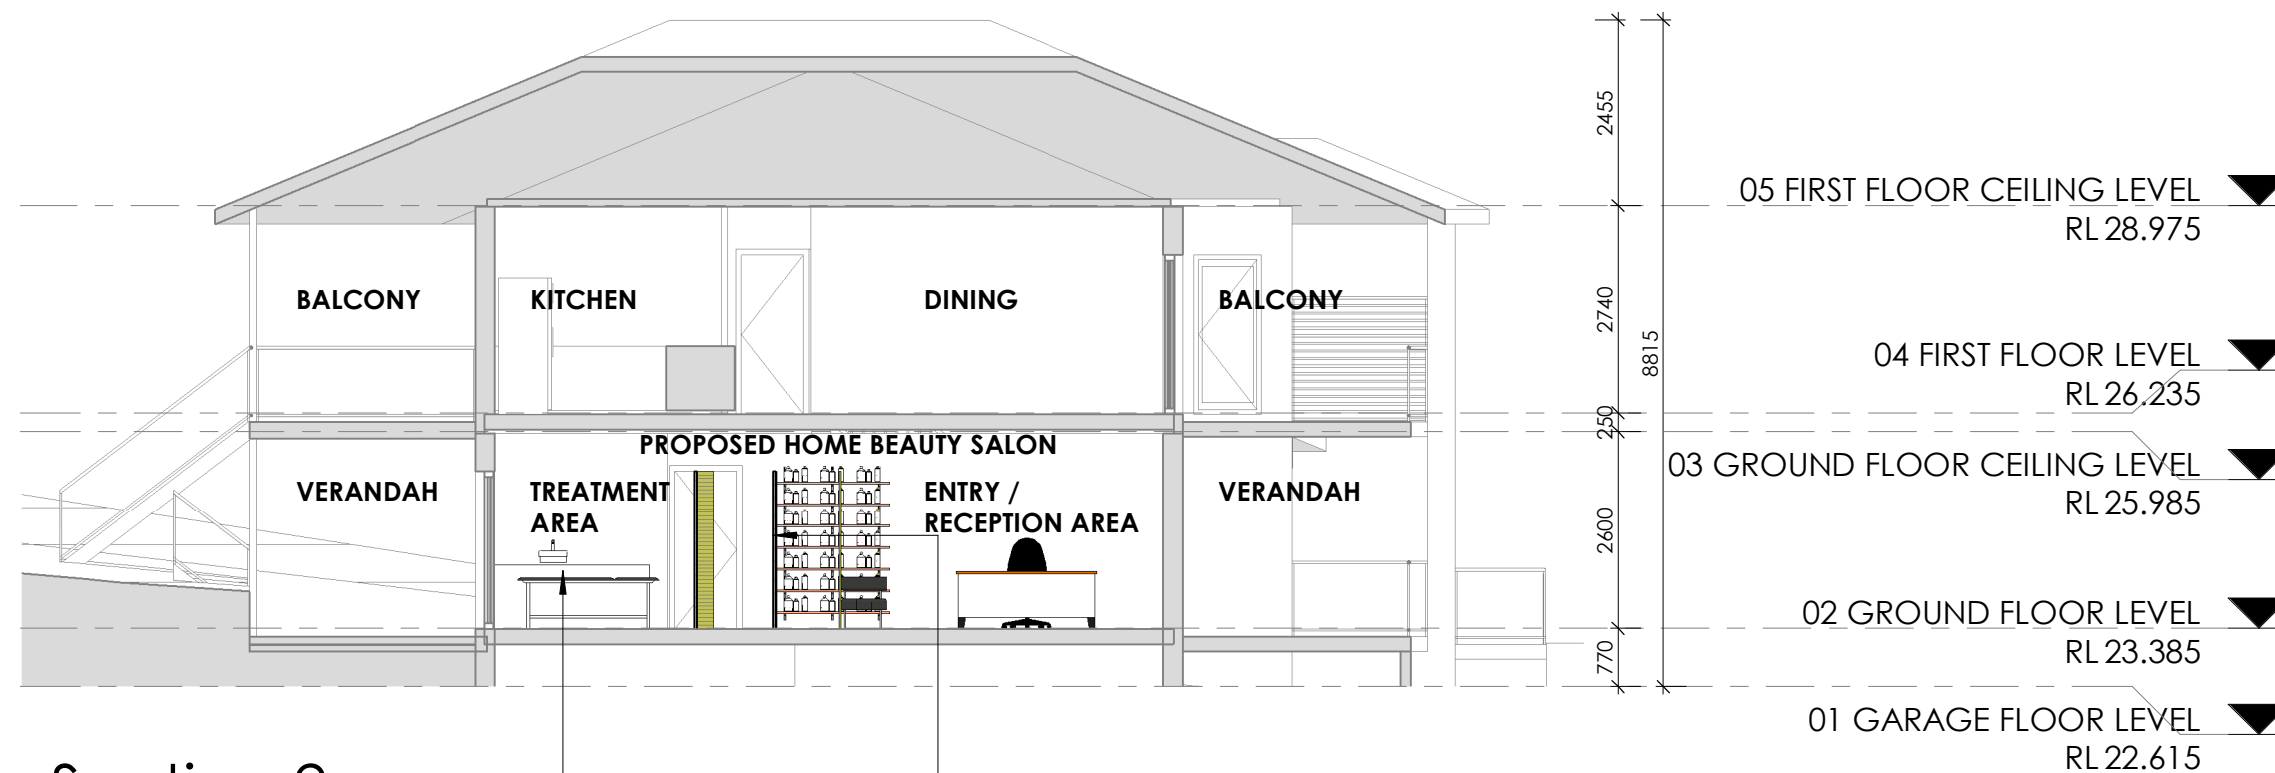 2455
05 FIRST FLOOR CEILING LEVEL
RL 28.975
BALCONY
KITCHEN
DINING
BALCONY
2740
8815
04 FIRST FLOOR LEVEL
RL 26.235
250
PROPOSED HOME BEAUTY SALON
03 GROUND FLOOR CEILING LEVEL
RL 25.985
VERANDAH
TREATMENT
AREA
ENTRY /
RECEPTION AREA
VERANDAH
2600
02 GROUND FLOOR LEVEL
RL 23.385
770
01 GARAGE FLOOR LEVEL
RL 22.615